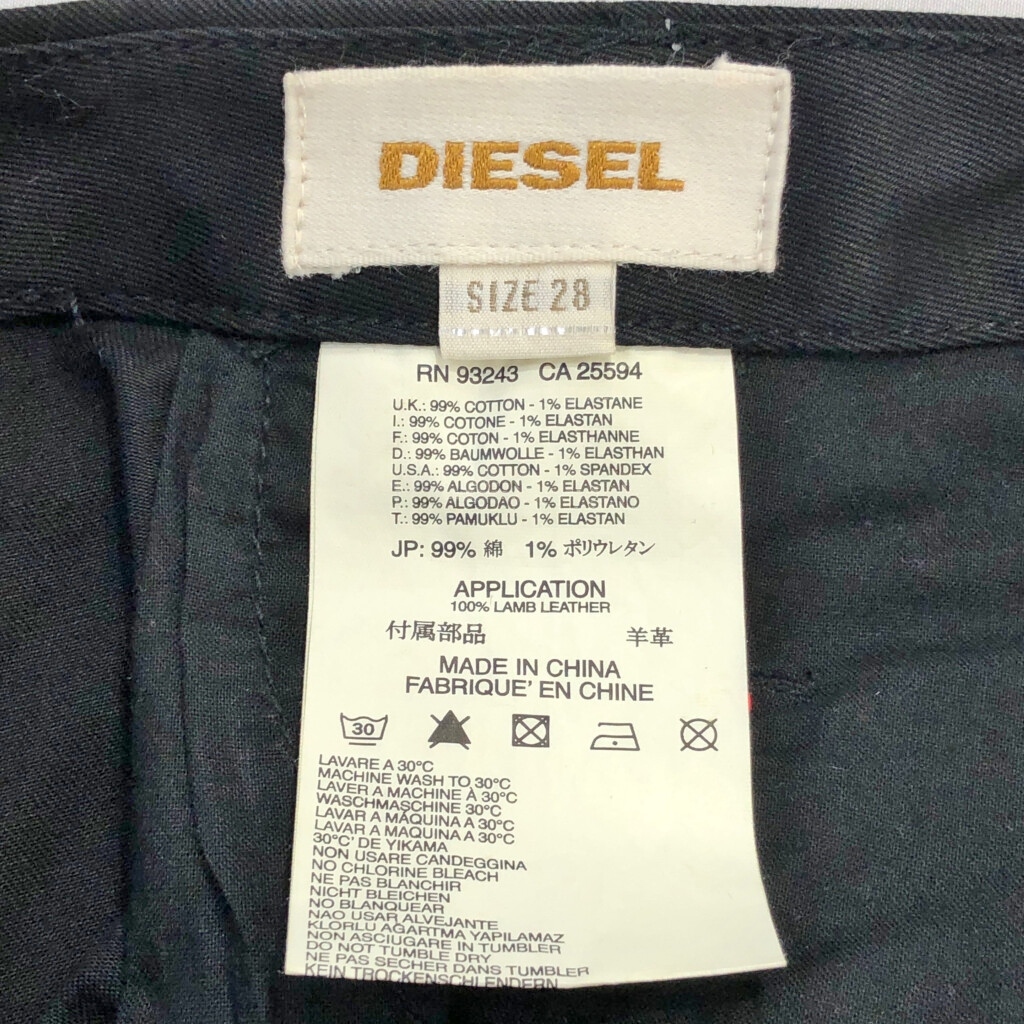 DIESEL
SIZE 28
RN 93243 CA 25594
U.K.: 99% COTTON - 1% ELASTANE
I.: 99% COTONE - 1% ELASTAN
F.: 99% COTON - 1% ELASTHANNE
D.: 99% BAUMWOLLE - 1% ELASTHAN
U.S.A.: 99% COTTON - 1% SPANDEX
E.: 99% ALGODON - 1% ELASTAN
P.: 99% ALGODAO - 1% ELASTANO
T.: 99% PAMUKLU - 1% ELASTAN
JP: 99% 綿 1% ポリウレタン
APPLICATION
100% LAMB LEATHER
付属部品 羊革
MADE IN CHINA
FABRIQUE' EN CHINE
30
LAVARE A 30°C
MACHINE WASH TO 30°C
LAVER A MACHINE À 30°C
WASCHMASCHINE 30°C
LAVAR A MÁQUINA A 30°C
LAVAR A MAQUINA A 30°C
30°C' DE YIKAMA
NON USARE CANDEGGINA
NO CHLORINE BLEACH
NE PAS BLANCHIR
NICHT BLEICHEN
NO BLANQUEAR
NAO USAR ALVEJANTE
KLORLU AGARTMA YAPILAMAZ
NON ASCIUGARE IN TUMBLER
DO NOT TUMBLE DRY
NE PAS SECHER DANS TUMBLER
KEIN TROCKENSCHLENDERN